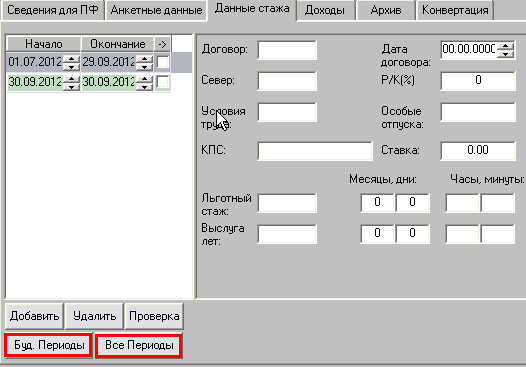 Сведения для ПФ Анкетные данные Данные стажа Доходы Архив Конвертация
Начало Окончание ->
01.07.2012 29.09.2012
30.09.2012 30.09.2012
Договор: Дата договора: 00.00.0000
Север: Р/К(%) 0
Условия труда: Особые отпуска:
КПС: Ставка: 0.00
Месяцы, дни: Часы, минуты:
Льготный стаж: 0 0
Выслуга лет: 0 0
Добавить Удалить Проверка
Буд. Периоды Все Периоды